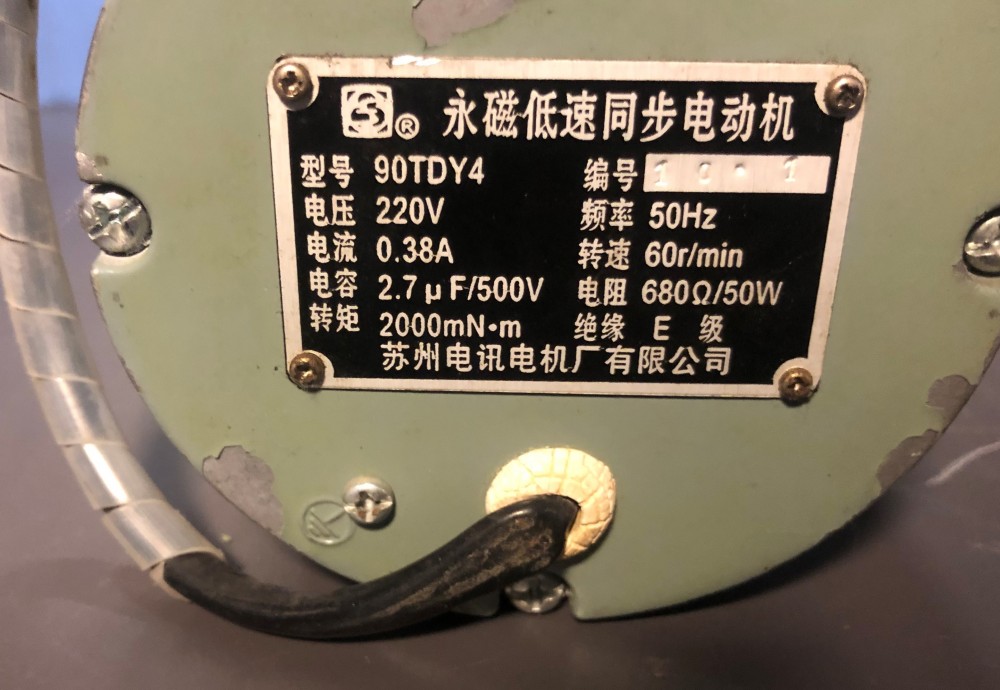 ® 永磁低速同步电动机
型号 90TDY4 编号 10-1
电压 220V 频率 50Hz
电流 0.38A 转速 60r/min
电容 2.7μF/500V 电阻 680Ω/50W
转矩 2000mN•m 绝缘 E 级
苏州电讯电机厂有限公司